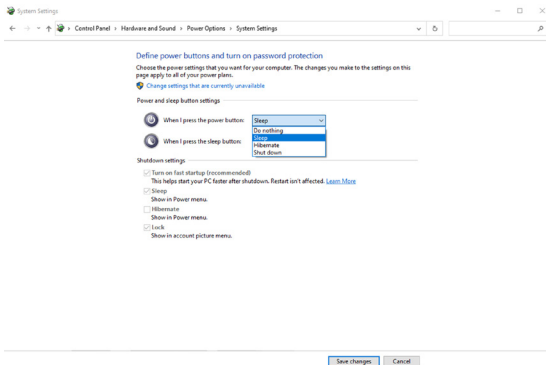 System Settings
Control Panel › Hardware and Sound › Power Options › System Settings
Define power buttons and turn on password protection
Choose the power settings that you want for your computer. The changes you make to the settings on this
page apply to all of your power plans.
Change settings that are currently unavailable
Power and sleep button settings
When I press the power button: Sleep
Do nothing
Sleep
When I press the sleep button: Hibernate
Shut down
Shutdown settings
Turn on fast startup (recommended)
This helps start your PC faster after shutdown. Restart isn't affected. Learn More
Sleep
Show in Power menu.
Hibernate
Show in Power menu.
Lock
Show in account picture menu.
Save changes Cancel